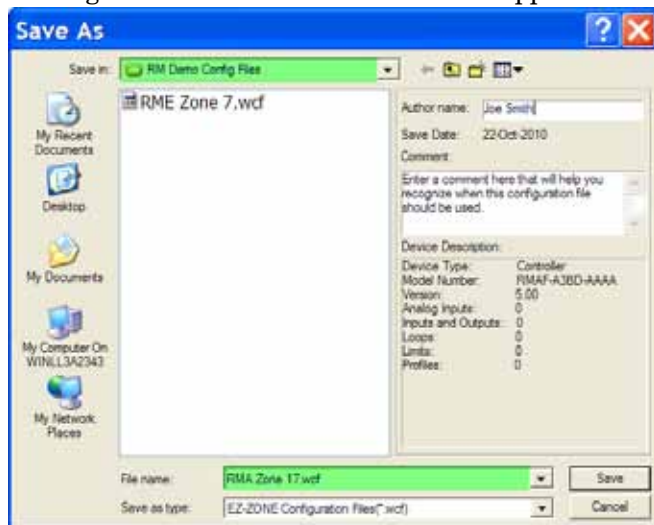 Save As
Save in:
RM Demo Config Files
RME Zone 7.wcf
My Recent
Documents
Desktop
My Documents
My Computer On
WINLL3A2343
My Network
Places
Author name:
Joe Smith
Save Date:
22-Oct-2010
Comment:
Enter a comment here that will help you
recognize when this configuration file
should be used.
Device Description:
Device Type: Controller
Model Number: RMAF-A3BD-AAAA
Version: 5.00
Analog Inputs: 0
Inputs and Outputs: 0
Loops: 0
Limits: 0
Profiles: 0
File name:
RMA Zone 17.wcf
Save
Save as type:
EZ-ZONE Configuration Files(*.wcf)
Cancel